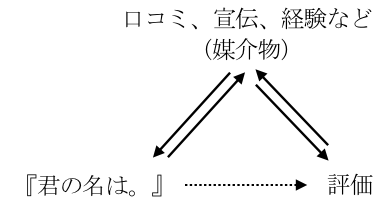 口コミ、宣伝、経験など
（媒介物）
『君の名は。』
評価